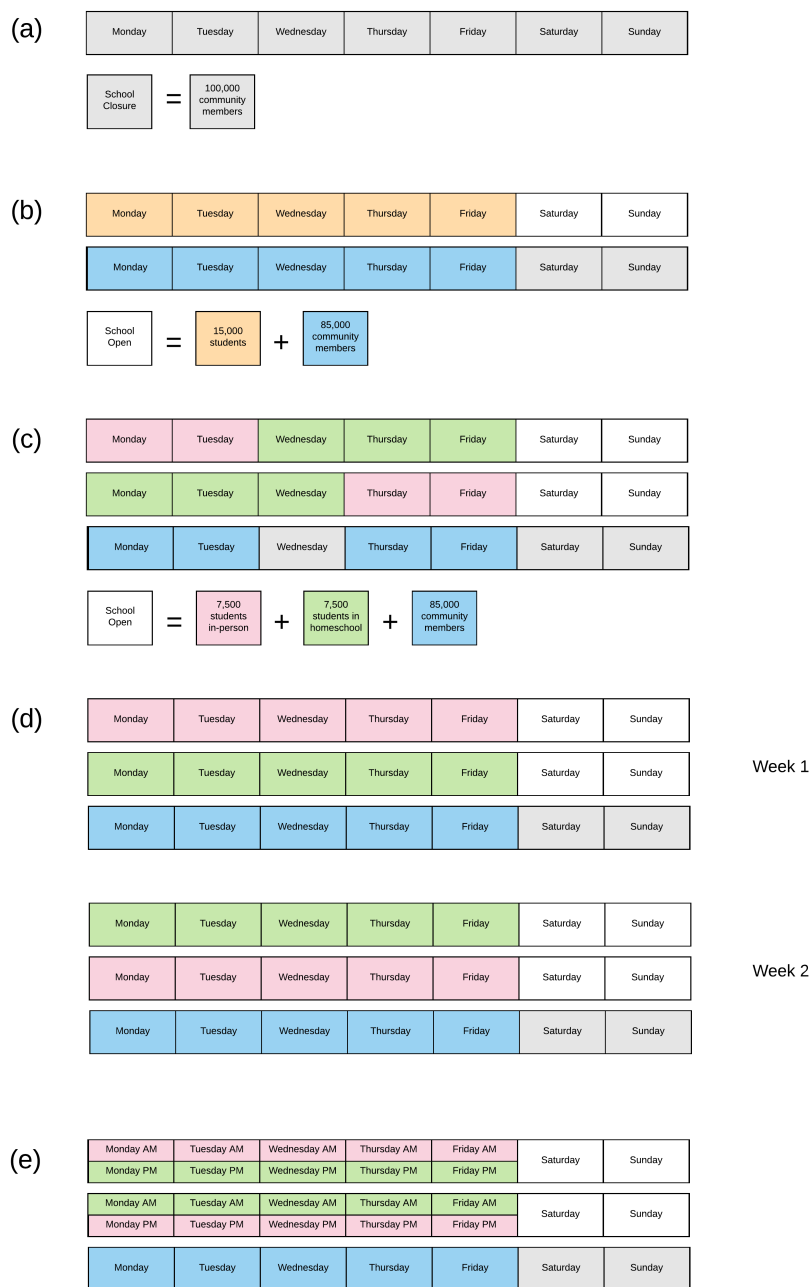 (a)
Monday Tuesday Wednesday Thursday Friday Saturday Sunday
School
Closure
=
100,000
community
members
(b)
Monday Tuesday Wednesday Thursday Friday Saturday Sunday
Monday Tuesday Wednesday Thursday Friday Saturday Sunday
School
Open
=
15,000
students
+
85,000
community
members
(c)
Monday Tuesday Wednesday Thursday Friday Saturday Sunday
Monday Tuesday Wednesday Thursday Friday Saturday Sunday
Monday Tuesday Wednesday Thursday Friday Saturday Sunday
School
Open
=
7,500
students
in-person
+
7,500
students in
homeschool
+
85,000
community
members
(d)
Monday Tuesday Wednesday Thursday Friday Saturday Sunday
Monday Tuesday Wednesday Thursday Friday Saturday Sunday
Week 1
Monday Tuesday Wednesday Thursday Friday Saturday Sunday
Monday Tuesday Wednesday Thursday Friday Saturday Sunday
Monday Tuesday Wednesday Thursday Friday Saturday Sunday
Week 2
Monday Tuesday Wednesday Thursday Friday Saturday Sunday
(e)
Monday AM Tuesday AM Wednesday AM Thursday AM Friday AM
Saturday Sunday
Monday PM Tuesday PM Wednesday PM Thursday PM Friday PM
Monday AM Tuesday AM Wednesday AM Thursday AM Friday AM
Saturday Sunday
Monday PM Tuesday PM Wednesday PM Thursday PM Friday PM
Monday Tuesday Wednesday Thursday Friday Saturday Sunday